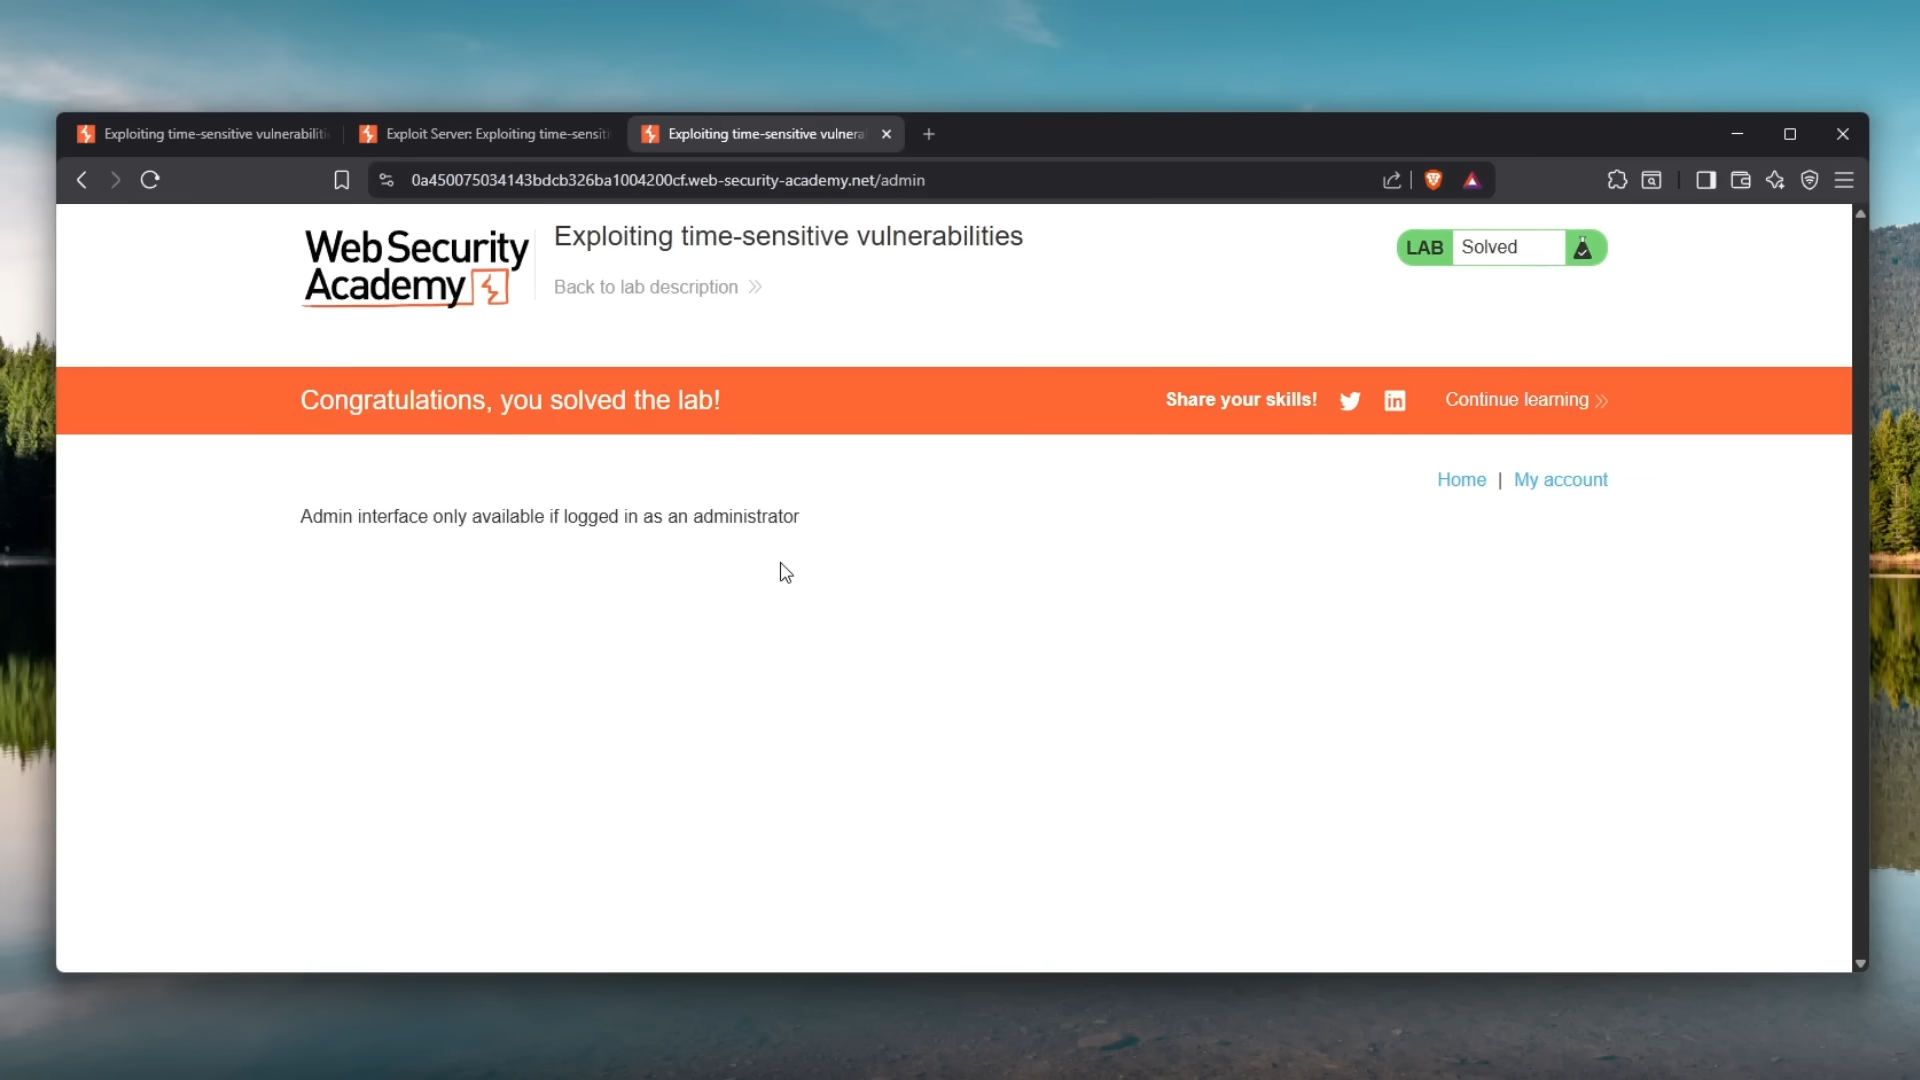 Exploiting time-sensitive vulnerabiliti
Exploit Server: Exploiting time-sensiti
Exploiting time-sensitive vulnera
0a450075034143bdcb326ba1004200cf.web-security-academy.net/admin
Web Security
Academy
Exploiting time-sensitive vulnerabilities
Back to lab description
LAB
Solved
Congratulations, you solved the lab!
Share your skills!
Continue learning
Home | My account
Admin interface only available if logged in as an administrator